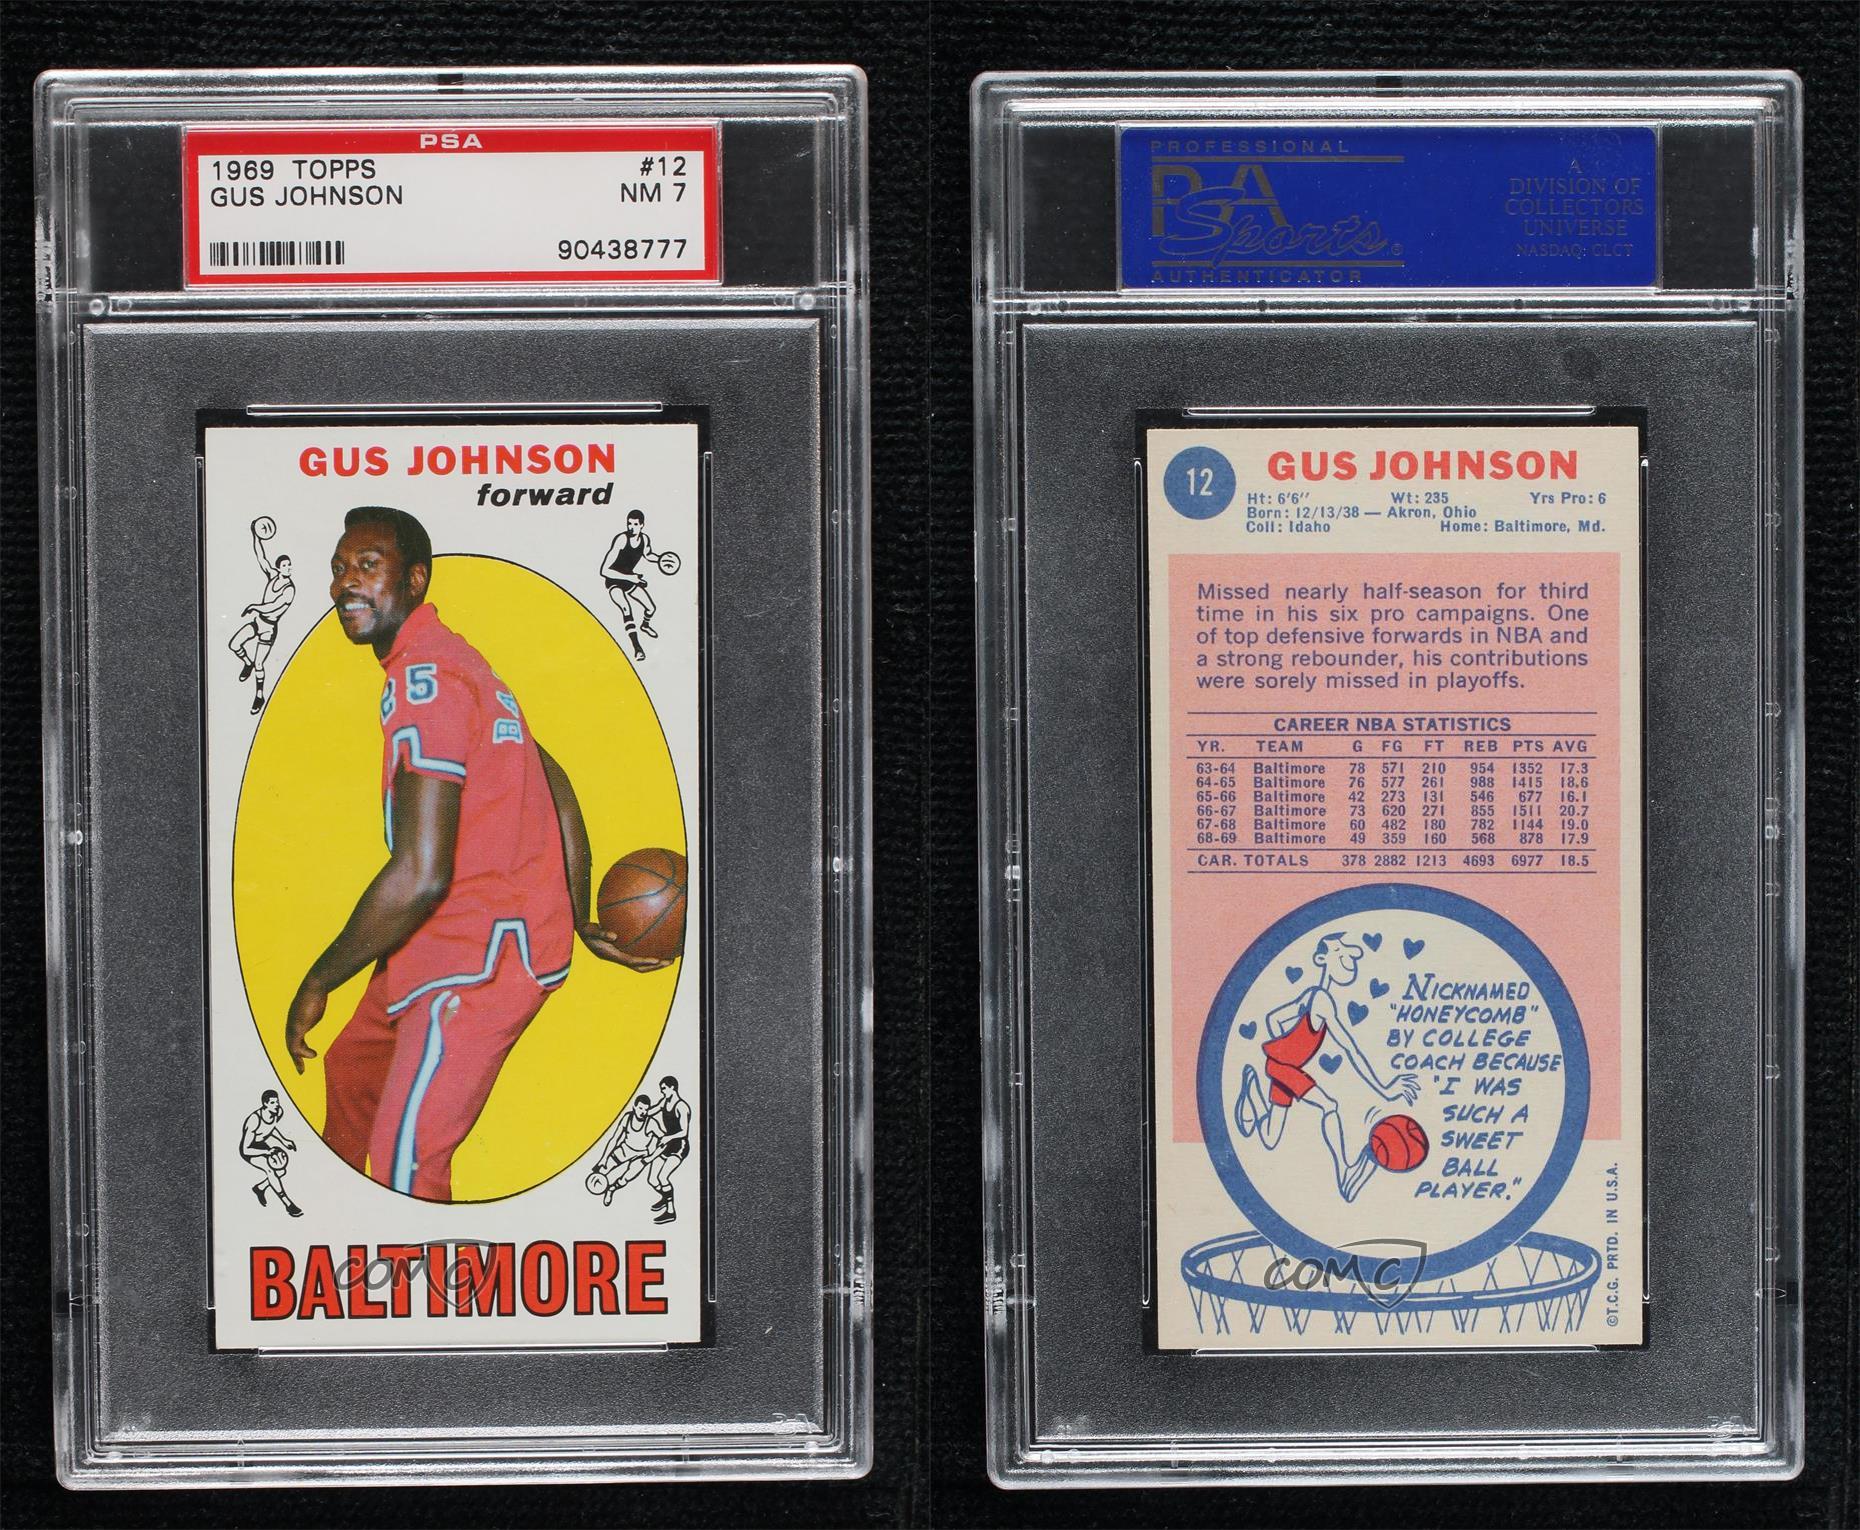 PSA
1969 TOPPS #12
GUS JOHNSON NM 7
90438777
GUS JOHNSON
forward
25
BA
BALTIMORE
COMC
PROFESSIONAL
PSA
Sports
AUTHENTICATOR
A
DIVISION OF
COLLECTORS
UNIVERSE
NASDAQ: CLCT
12
GUS JOHNSON
Ht: 6'6" Wt: 235 Yrs Pro: 6
Born: 12/13/38 — Akron, Ohio
Coll: Idaho Home: Baltimore, Md.
Missed nearly half-season for third
time in his six pro campaigns. One
of top defensive forwards in NBA and
a strong rebounder, his contributions
were sorely missed in playoffs.
CAREER NBA STATISTICS
YR. TEAM G FG FT REB PTS AVG
63-64 Baltimore 78 571 210 954 1352 17.3
64-65 Baltimore 76 577 261 988 1415 18.6
65-66 Baltimore 42 273 131 546 677 16.1
66-67 Baltimore 73 620 271 855 1511 20.7
67-68 Baltimore 60 482 180 782 1144 19.0
68-69 Baltimore 49 359 160 568 878 17.9
CAR. TOTALS 378 2882 1213 4693 6977 18.5
NICKNAMED
"HONEYCOMB"
BY COLLEGE
COACH BECAUSE
"I WAS
SUCH A
SWEET
BALL
PLAYER."
©T.C.G. PRTD. IN U.S.A.
COMC